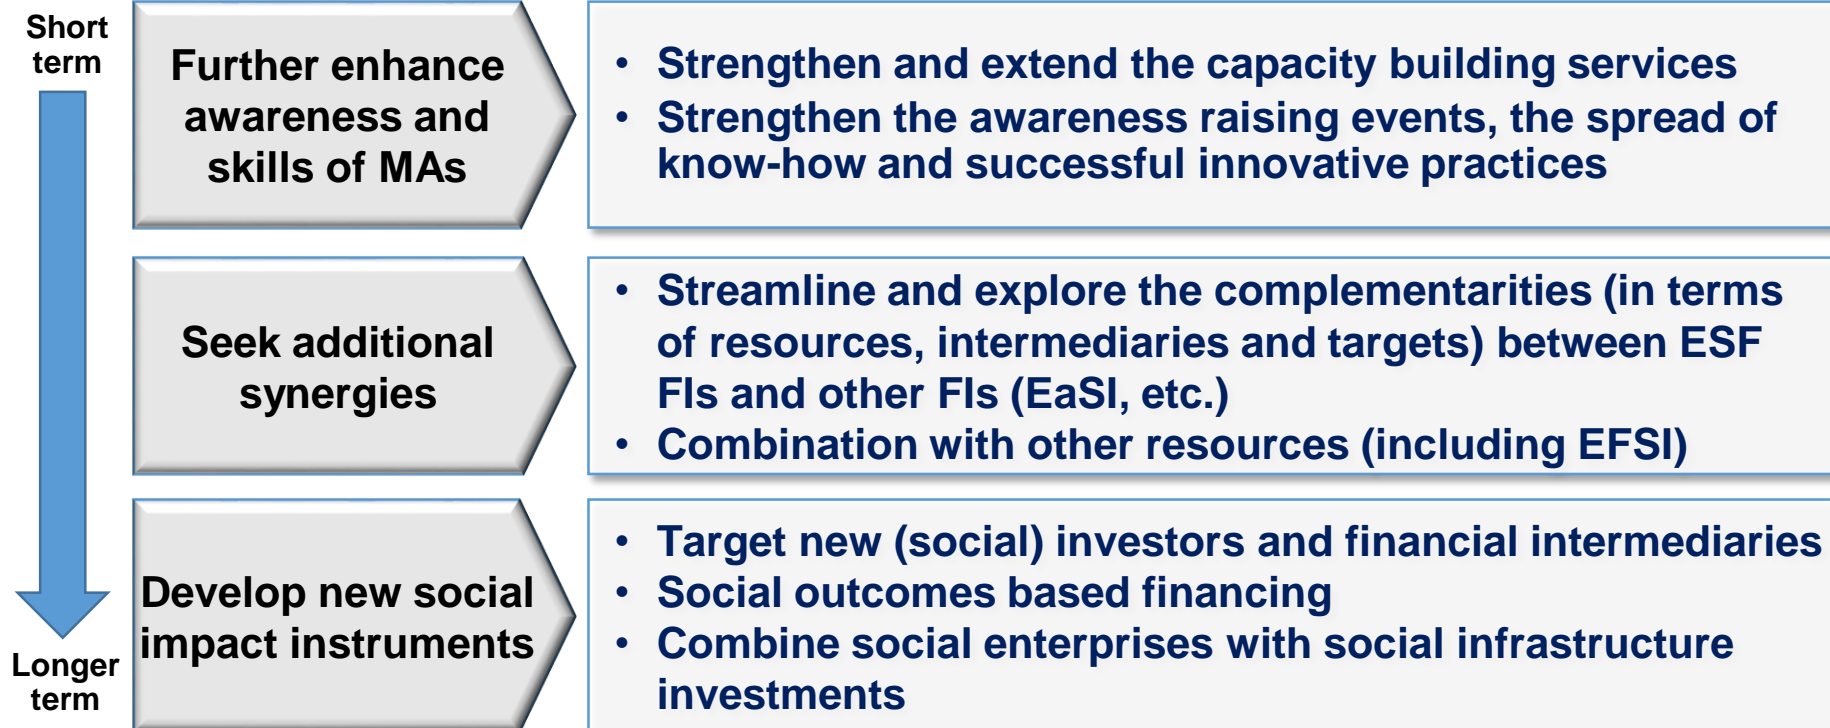 Short
term
Further enhance
awareness and
skills of MAs
• Strengthen and extend the capacity building services
• Strengthen the awareness raising events, the spread of
know-how and successful innovative practices
Seek additional
synergies
• Streamline and explore the complementarities (in terms
of resources, intermediaries and targets) between ESF
FIs and other FIs (EaSI, etc.)
• Combination with other resources (including EFSI)
Develop new social
impact instruments
• Target new (social) investors and financial intermediaries
• Social outcomes based financing
• Combine social enterprises with social infrastructure
investments
Longer
term